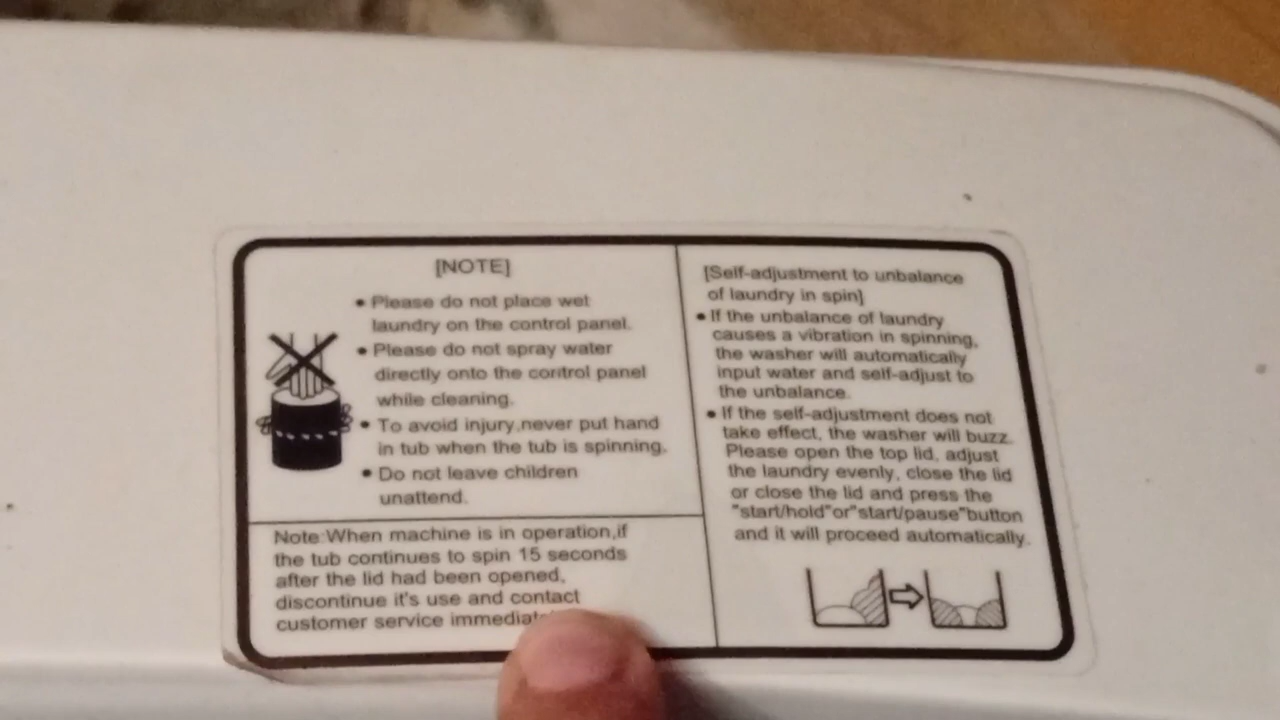 [NOTE]
• Please do not place wet
laundry on the control panel.
• Please do not spray water
directly onto the control panel
while cleaning.
• To avoid injury,never put hand
in tub when the tub is spinning.
• Do not leave children
unattend.
Note:When machine is in operation,if
the tub continues to spin 15 seconds
after the lid had been opened,
discontinue it's use and contact
customer service
[Self-adjustment to unbalance
of laundry in spin]
• If the unbalance of laundry
causes a vibration in spinning,
the washer will automatically
input water and self-adjust to
the unbalance.
• If the self-adjustment does not
take effect, the washer will buzz.
Please open the top lid, adjust
the laundry evenly, close the lid
or close the lid and press the
"start/hold"or"start/pause"button
and it will proceed automatically.